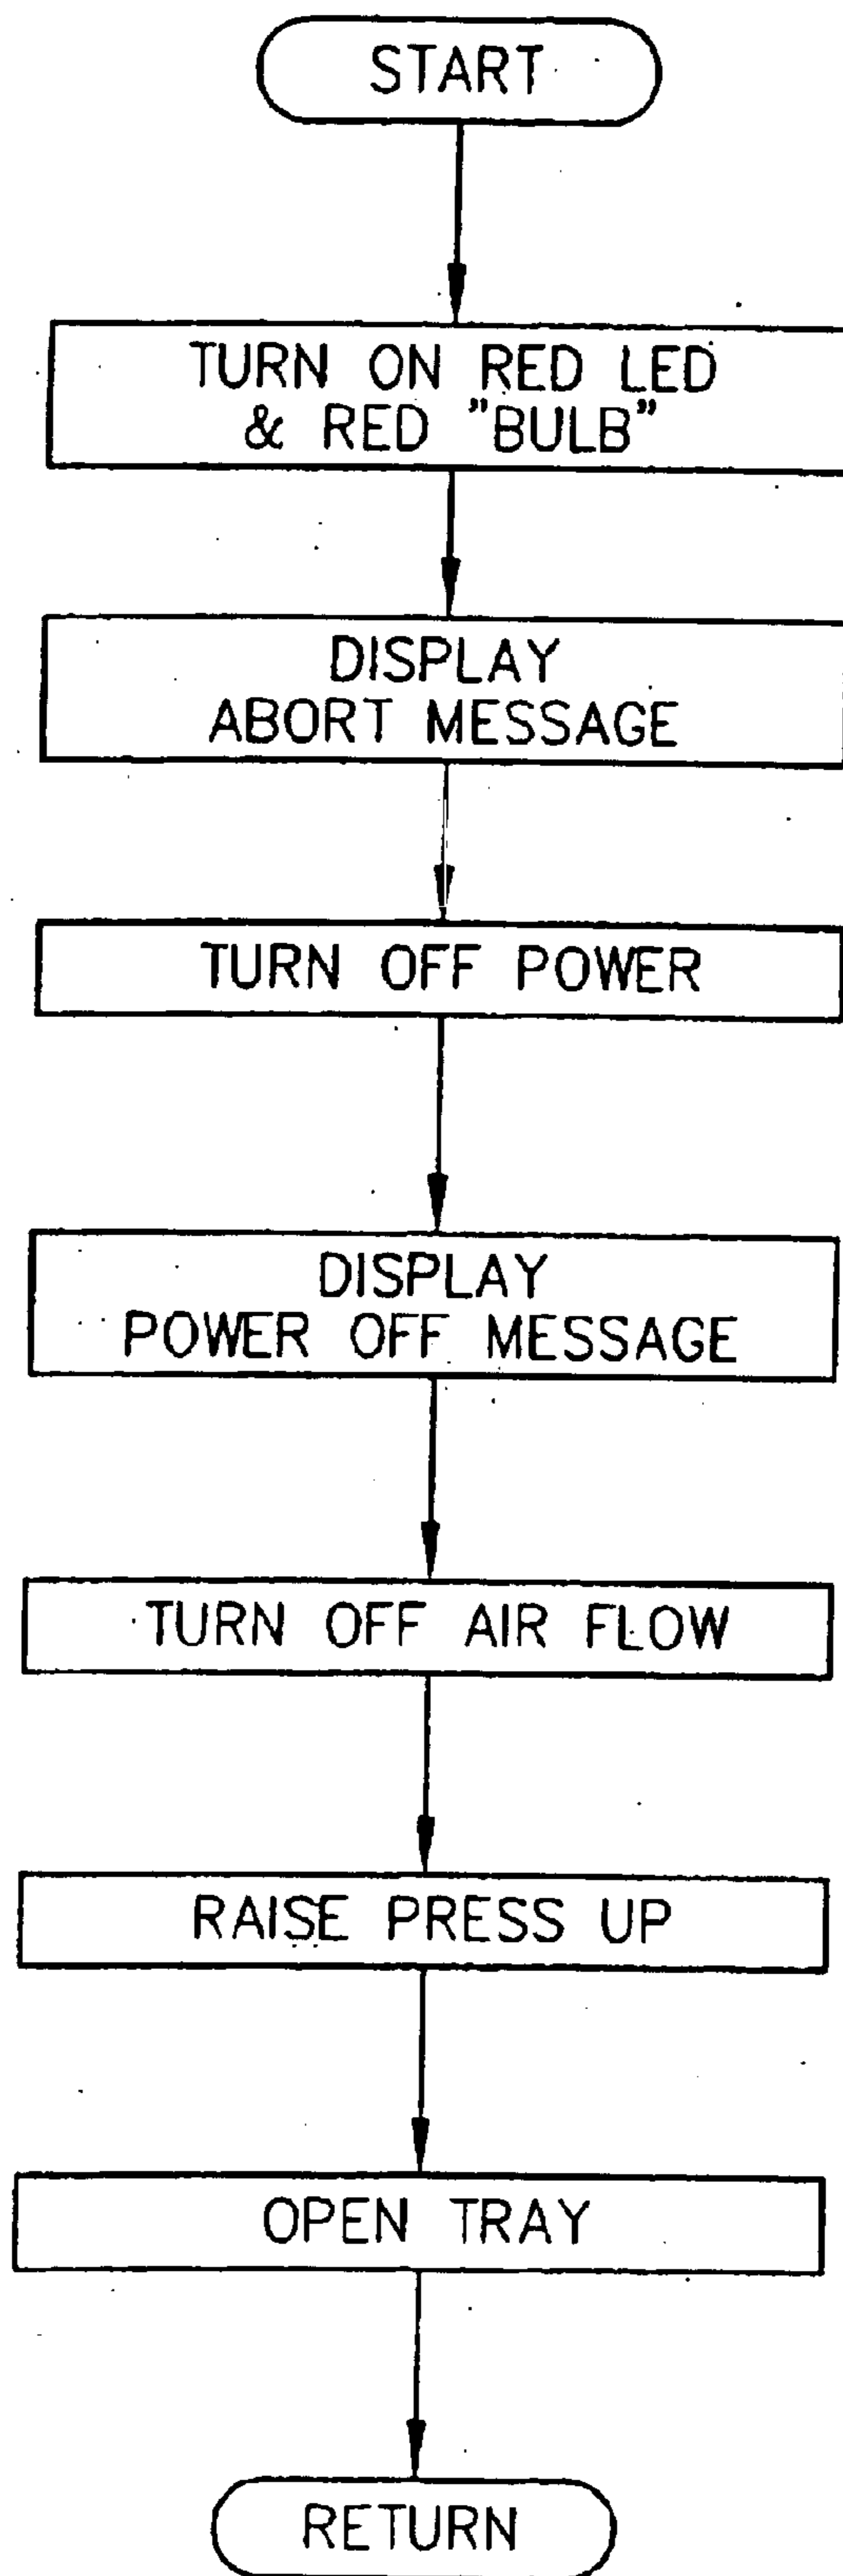 START
TURN ON RED LED
& RED "BULB"
DISPLAY
ABORT MESSAGE
TURN OFF POWER
DISPLAY
POWER OFF MESSAGE
TURN OFF AIR FLOW
RAISE PRESS UP
OPEN TRAY
RETURN